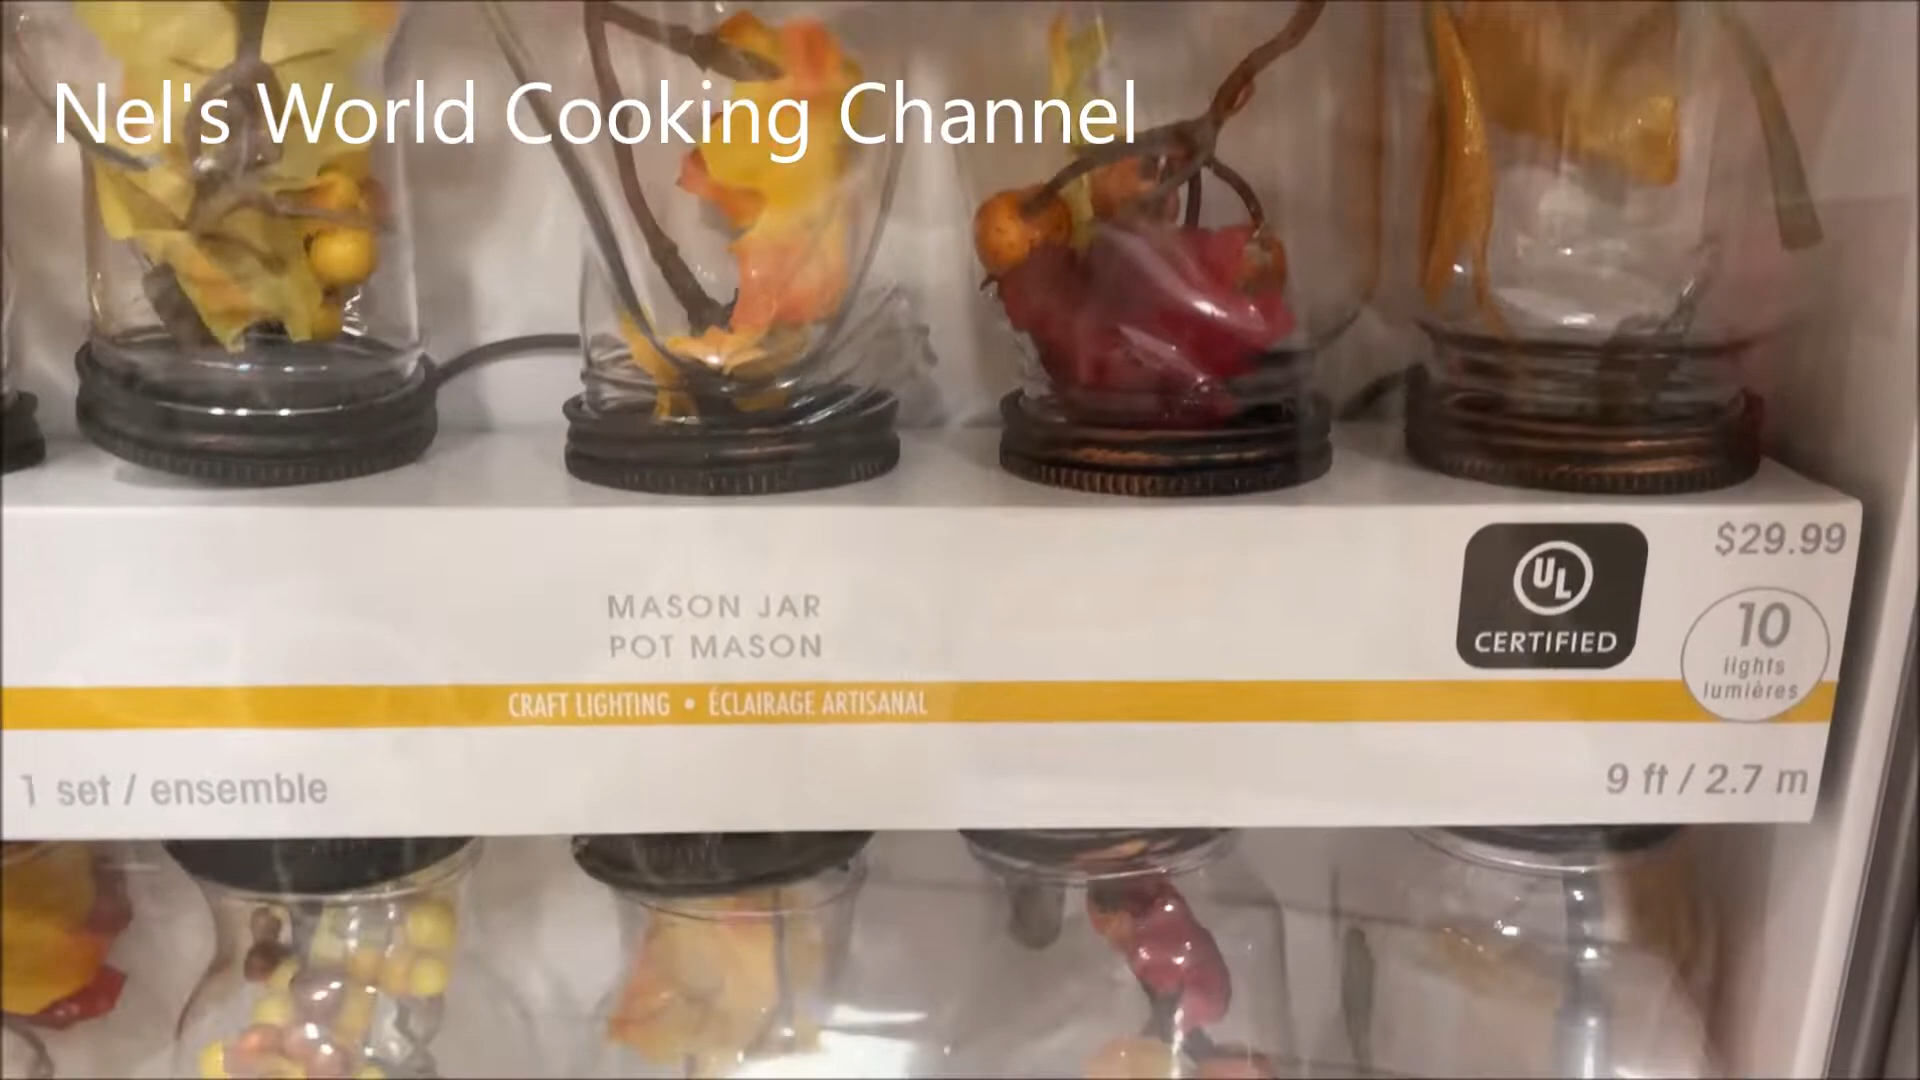 Nel's World Cooking Channel
$29.99
UL
CERTIFIED
10
lights
lumières
MASON JAR
POT MASON
CRAFT LIGHTING • ÉCLAIRAGE ARTISANAL
1 set / ensemble
9 ft / 2.7 m